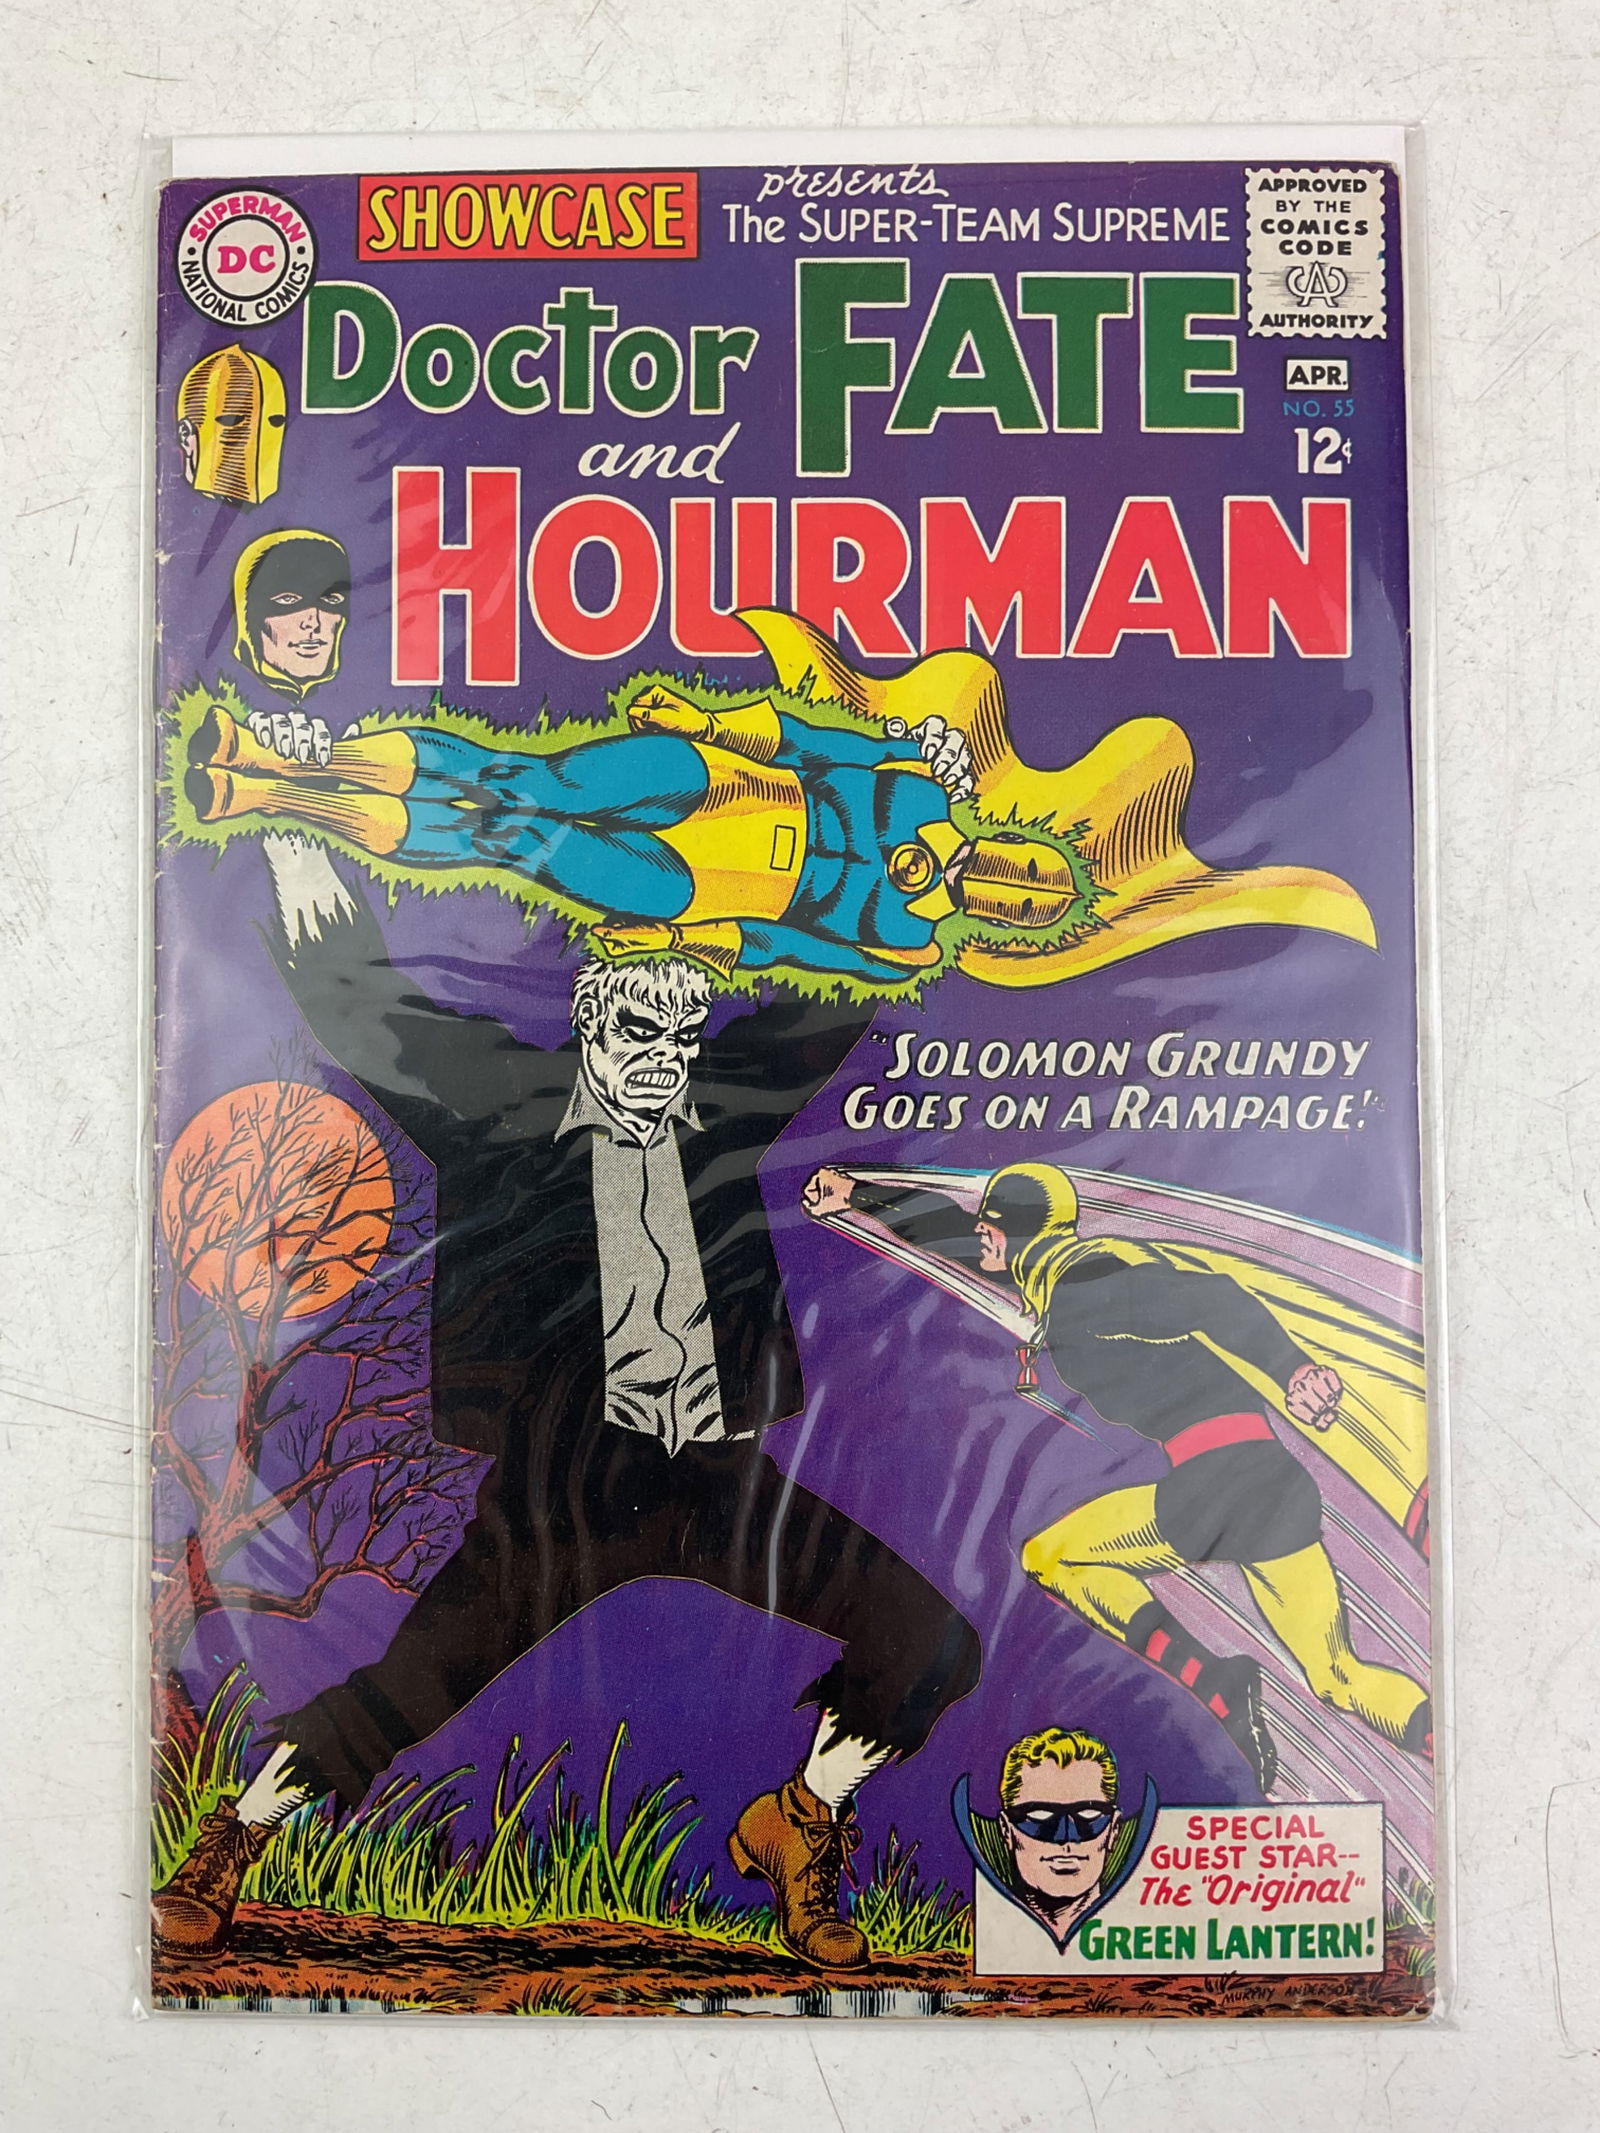 SUPERMAN
DC
NATIONAL COMICS
SHOWCASE
presents
The SUPER-TEAM SUPREME
DOCTOR FATE
and
HOURMAN
APPROVED
BY THE
COMICS
CODE
CA
AUTHORITY
APR.
NO. 55
12¢
"SOLOMON GRUNDY
GOES ON A RAMPAGE!"
SPECIAL
GUEST STAR--
The "Original"
GREEN LANTERN!
MURPHY ANDERSON